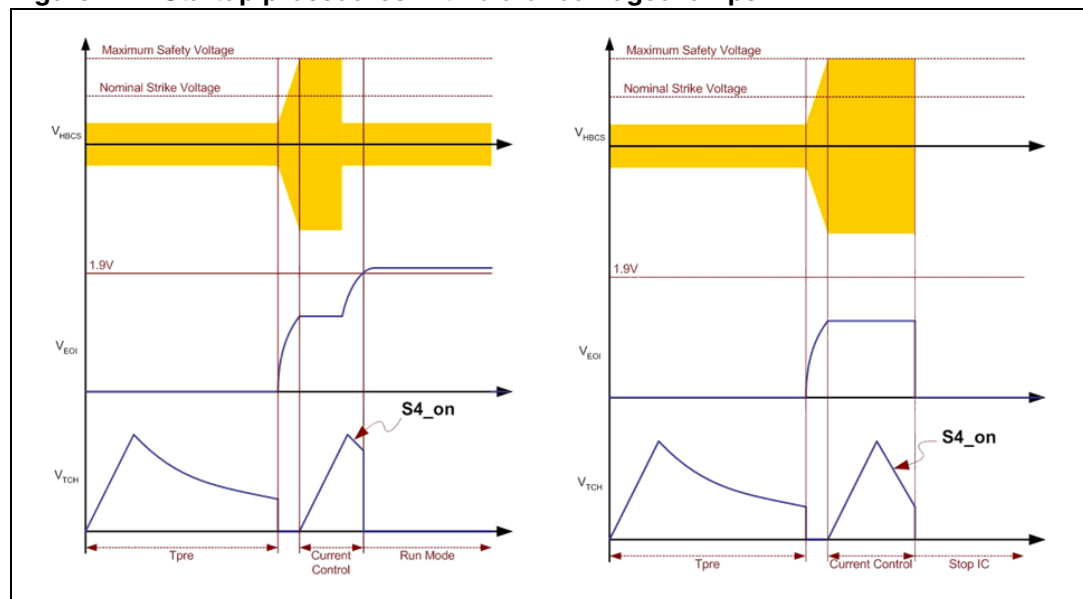 Maximum Safety Voltage
Nominal Strike Voltage
VHBCS
1.9V
VEOI
S4_on
VTCH
Tpre
Current
Control
Run Mode
Maximum Safety Voltage
Nominal Strike Voltage
VHBCS
1.9V
VEOI
S4_on
VTCH
Tpre
Current Control
Stop IC